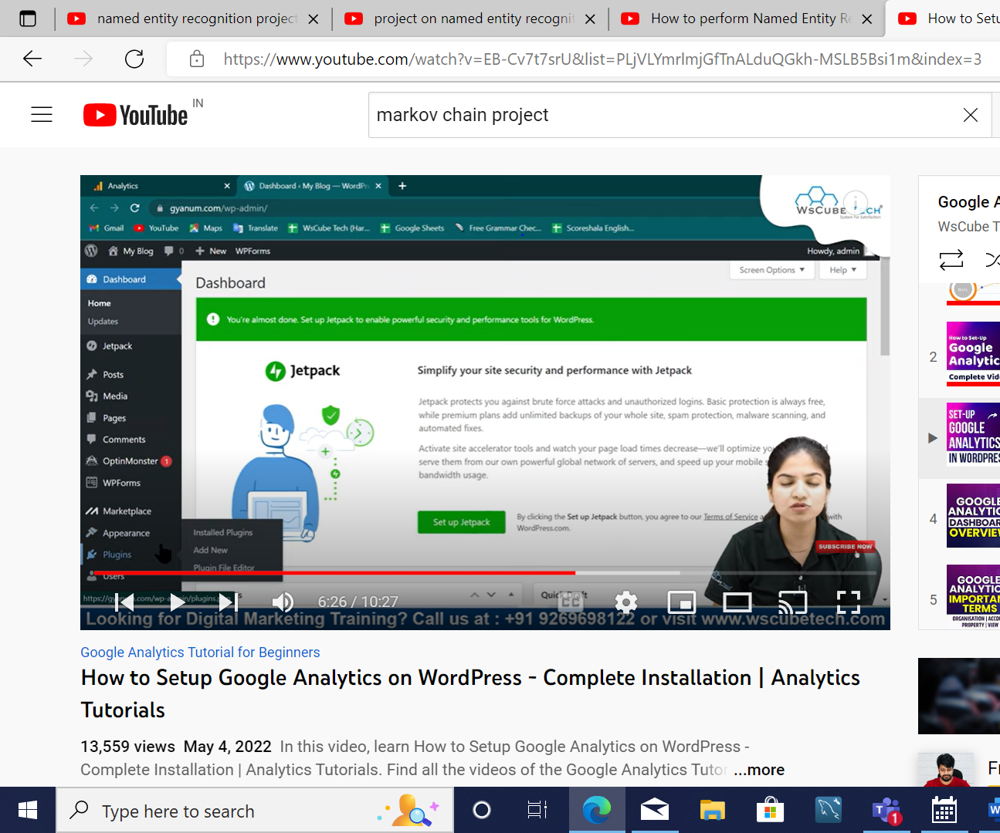 named entity recognition project
project on named entity recognit
How to perform Named Entity Re
How to Setu
https://www.youtube.com/watch?v=EB-Cv7t7srU&list=PLjVLYmrlmjGfTnALduQGkh-MSLB5Bsi1m&index=3
YouTube IN
markov chain project
Analytics
Dashboard ‹ My Blog — WordPr
gyanum.com/wp-admin/
Gmail YouTube Maps Translate WsCube Tech (Har... Google Sheets Free Grammar Chec... Scoreshala English...
WsCube Tech
System For Satisfaction
My Blog 0 New WPForms
Howdy, admin
Screen Options ▼ Help ▼
Dashboard
Home
Updates
Jetpack
Posts
Media
Pages
Comments
OptinMonster 1
WPForms
Marketplace
Appearance
Plugins
Users
Installed Plugins
Add New
Plugin File Editor
Dashboard
You're almost done. Set up Jetpack to enable powerful security and performance tools for WordPress.
Jetpack
Simplify your site security and performance with Jetpack
Jetpack protects you against brute force attacks and unauthorized logins. Basic protection is always free,
while premium plans add unlimited backups of your whole site, spam protection, malware scanning, and
automated fixes.
Activate site accelerator tools and watch your page load times decrease—we'll optimize
serve them from our own powerful global network of servers, and speed up your mobile
bandwidth usage.
Set up Jetpack
By clicking the Set up Jetpack button, you agree to our Terms of Service with
WordPress.com.
SUBSCRIBE NOW
Quick Draft
https://gyanum.com/wp-admin/plugins.
6:26 / 10:27
CC
Looking for Digital Marketing Training? Call us at : +91 9269698122 or visit www.wscubetech.com
Google Analytics Tutorial for Beginners
How to Setup Google Analytics on WordPress - Complete Installation | Analytics
Tutorials
13,559 views May 4, 2022 In this video, learn How to Setup Google Analytics on WordPress -
Complete Installation | Analytics Tutorials. Find all the videos of the Google Analytics Tutor ...more
Google A
WsCube T
2
How to Set-Up
Google
Analytic
Complete Vid
SET-UP
GOOGLE
ANALYTICS
IN WORDPRES
4
GOOGLE
ANALYTIC
DASHBOAR
OVERVIEW
5
GOOGLE
ANALYTIC
IMPORTAN
TERMS
ORGANISATION | ACCO
PROPERTY | VIEW
Fr
Type here to search
1
W